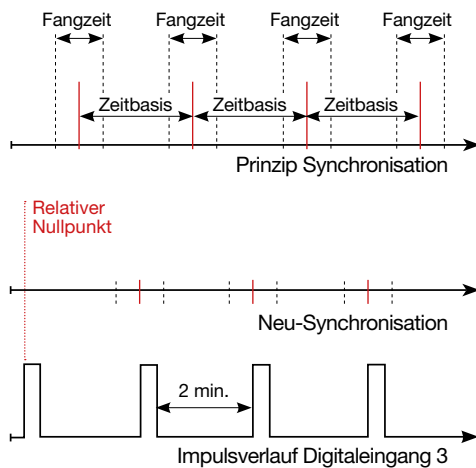 Fangzeit Fangzeit Fangzeit Fangzeit
Zeitbasis Zeitbasis Zeitbasis
Prinzip Synchronisation
Relativer
Nullpunkt
Neu-Synchronisation
2 min.
Impulsverlauf Digitaleingang 3